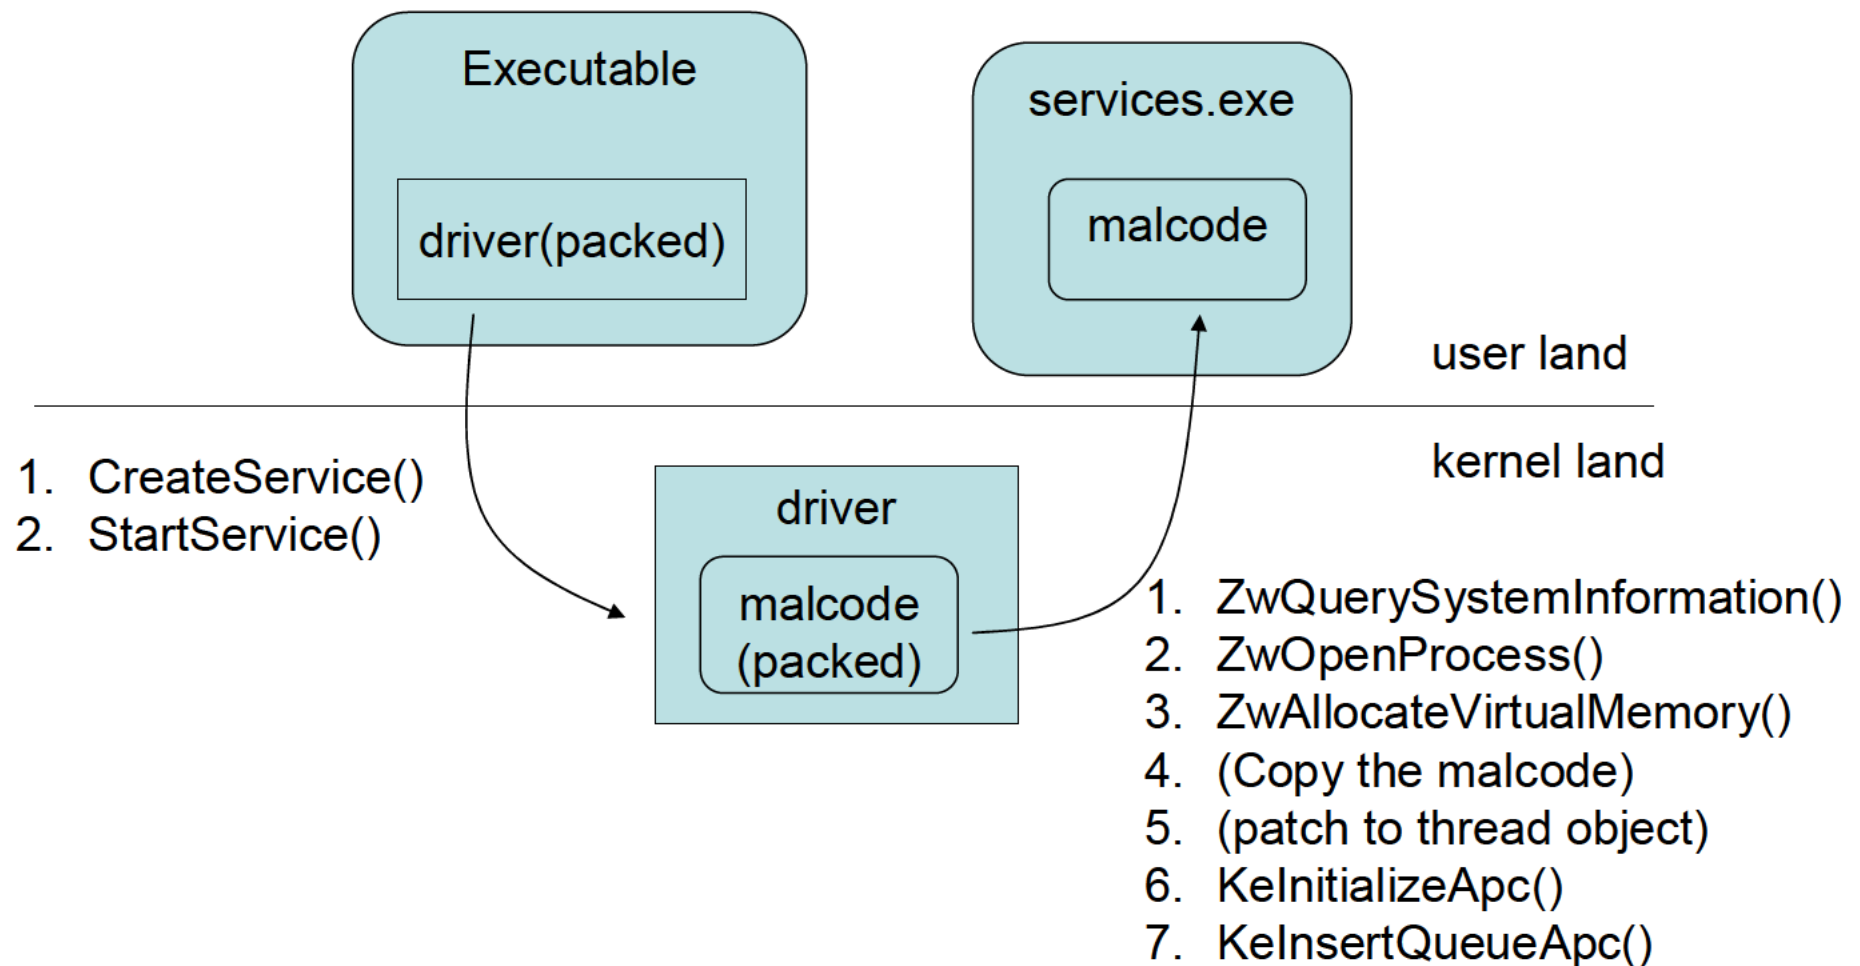 Executable
driver(packed)
services.exe
malcode
user land
kernel land
1. CreateService()
2. StartService()
driver
malcode
(packed)
1. ZwQuerySystemInformation()
2. ZwOpenProcess()
3. ZwAllocateVirtualMemory()
4. (Copy the malcode)
5. (patch to thread object)
6. KeInitializeApc()
7. KeInsertQueueApc()